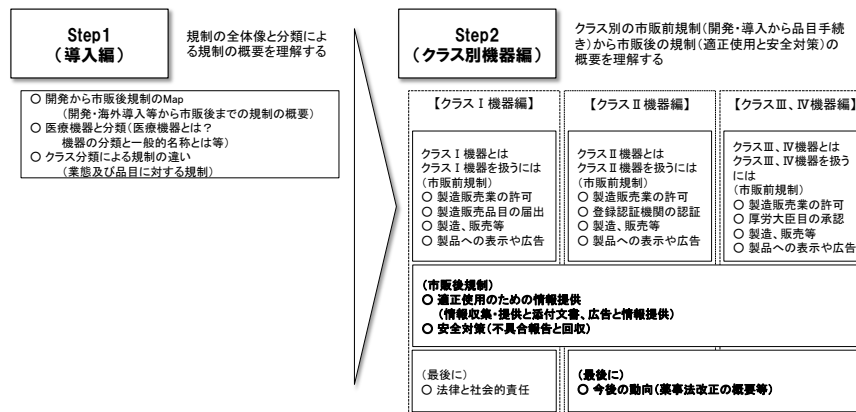 Step1
（導入編）
規制の全体像と分類によ
る規制の概要を理解する
○ 開発から市販後規制のMap
（開発・海外導入等から市販後までの規制の概要）
○ 医療機器と分類（医療機器とは？
機器の分類と一般的名称とは等）
○ クラス分類による規制の違い
（業態及び品目に対する規制）
Step2
（クラス別機器編）
クラス別の市販前規制（開発・導入から品目手続
き）から市販後の規制（適正使用と安全対策）の
概要を理解する
【クラスⅠ機器編】
クラスⅠ機器とは
クラスⅠ機器を扱うには
（市販前規制）
○ 製造販売業の許可
○ 製造販売品目の届出
○ 製造、販売等
○ 製品への表示や広告
【クラスⅡ機器編】
クラスⅡ機器とは
クラスⅡ機器を扱うには
（市販前規制）
○ 製造販売業の許可
○ 登録認証機関の認証
○ 製造、販売等
○ 製品への表示や広告
【クラスⅢ、Ⅳ機器編】
クラスⅢ、Ⅳ機器とは
クラスⅢ、Ⅳ機器を扱う
には
（市販前規制）
○ 製造販売業の許可
○ 厚労大臣目の承認
○ 製造、販売等
○ 製品への表示や広告
（市販後規制）
○ 適正使用のための情報提供
（情報収集・提供と添付文書、広告と情報提供）
○ 安全対策（不具合報告と回収）
（最後に）
○ 法律と社会的責任
（最後に）
○ 今後の動向（薬事法改正の概要等）